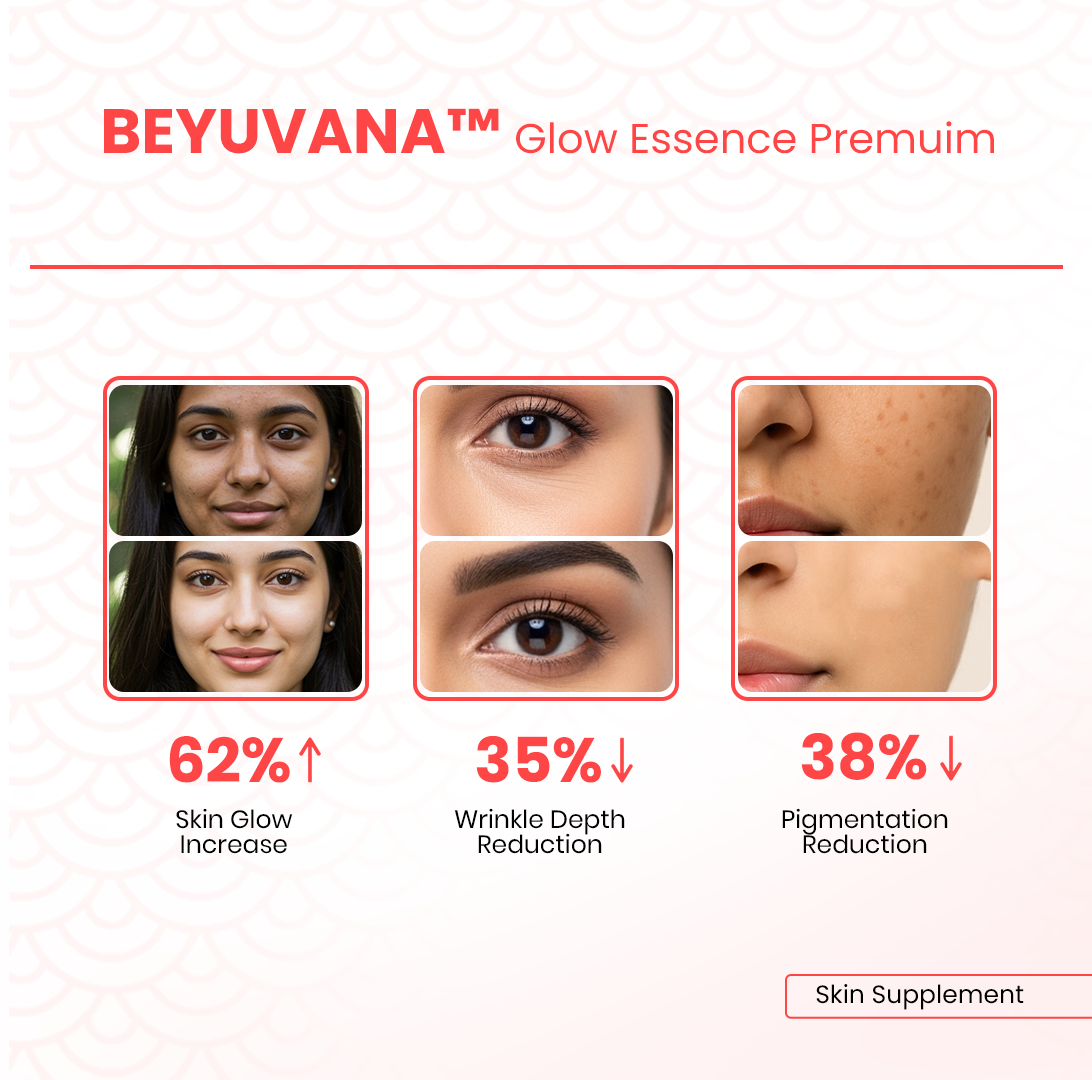 BEYUVANA™ Glow Essence Premuim
62%↑
Skin Glow
Increase
35%↓
Wrinkle Depth
Reduction
38%↓
Pigmentation
Reduction
Skin Supplement